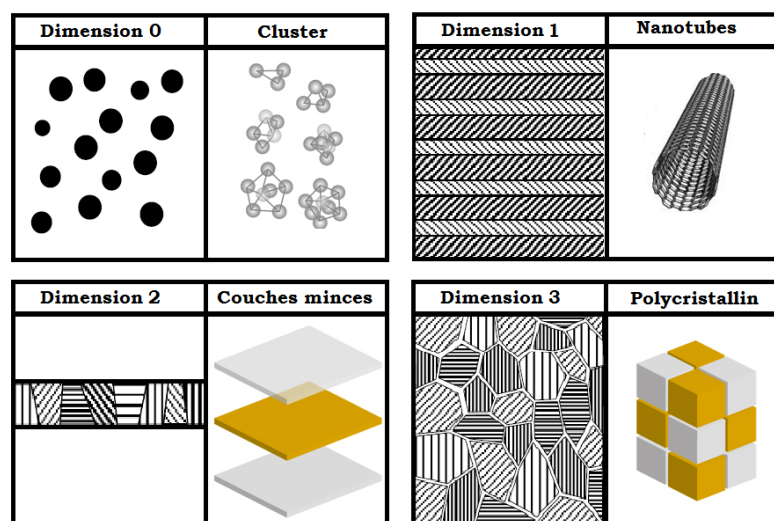 Dimension 0
Cluster
Dimension 1
Nanotubes
Dimension 2
Couches minces
Dimension 3
Polycristallin